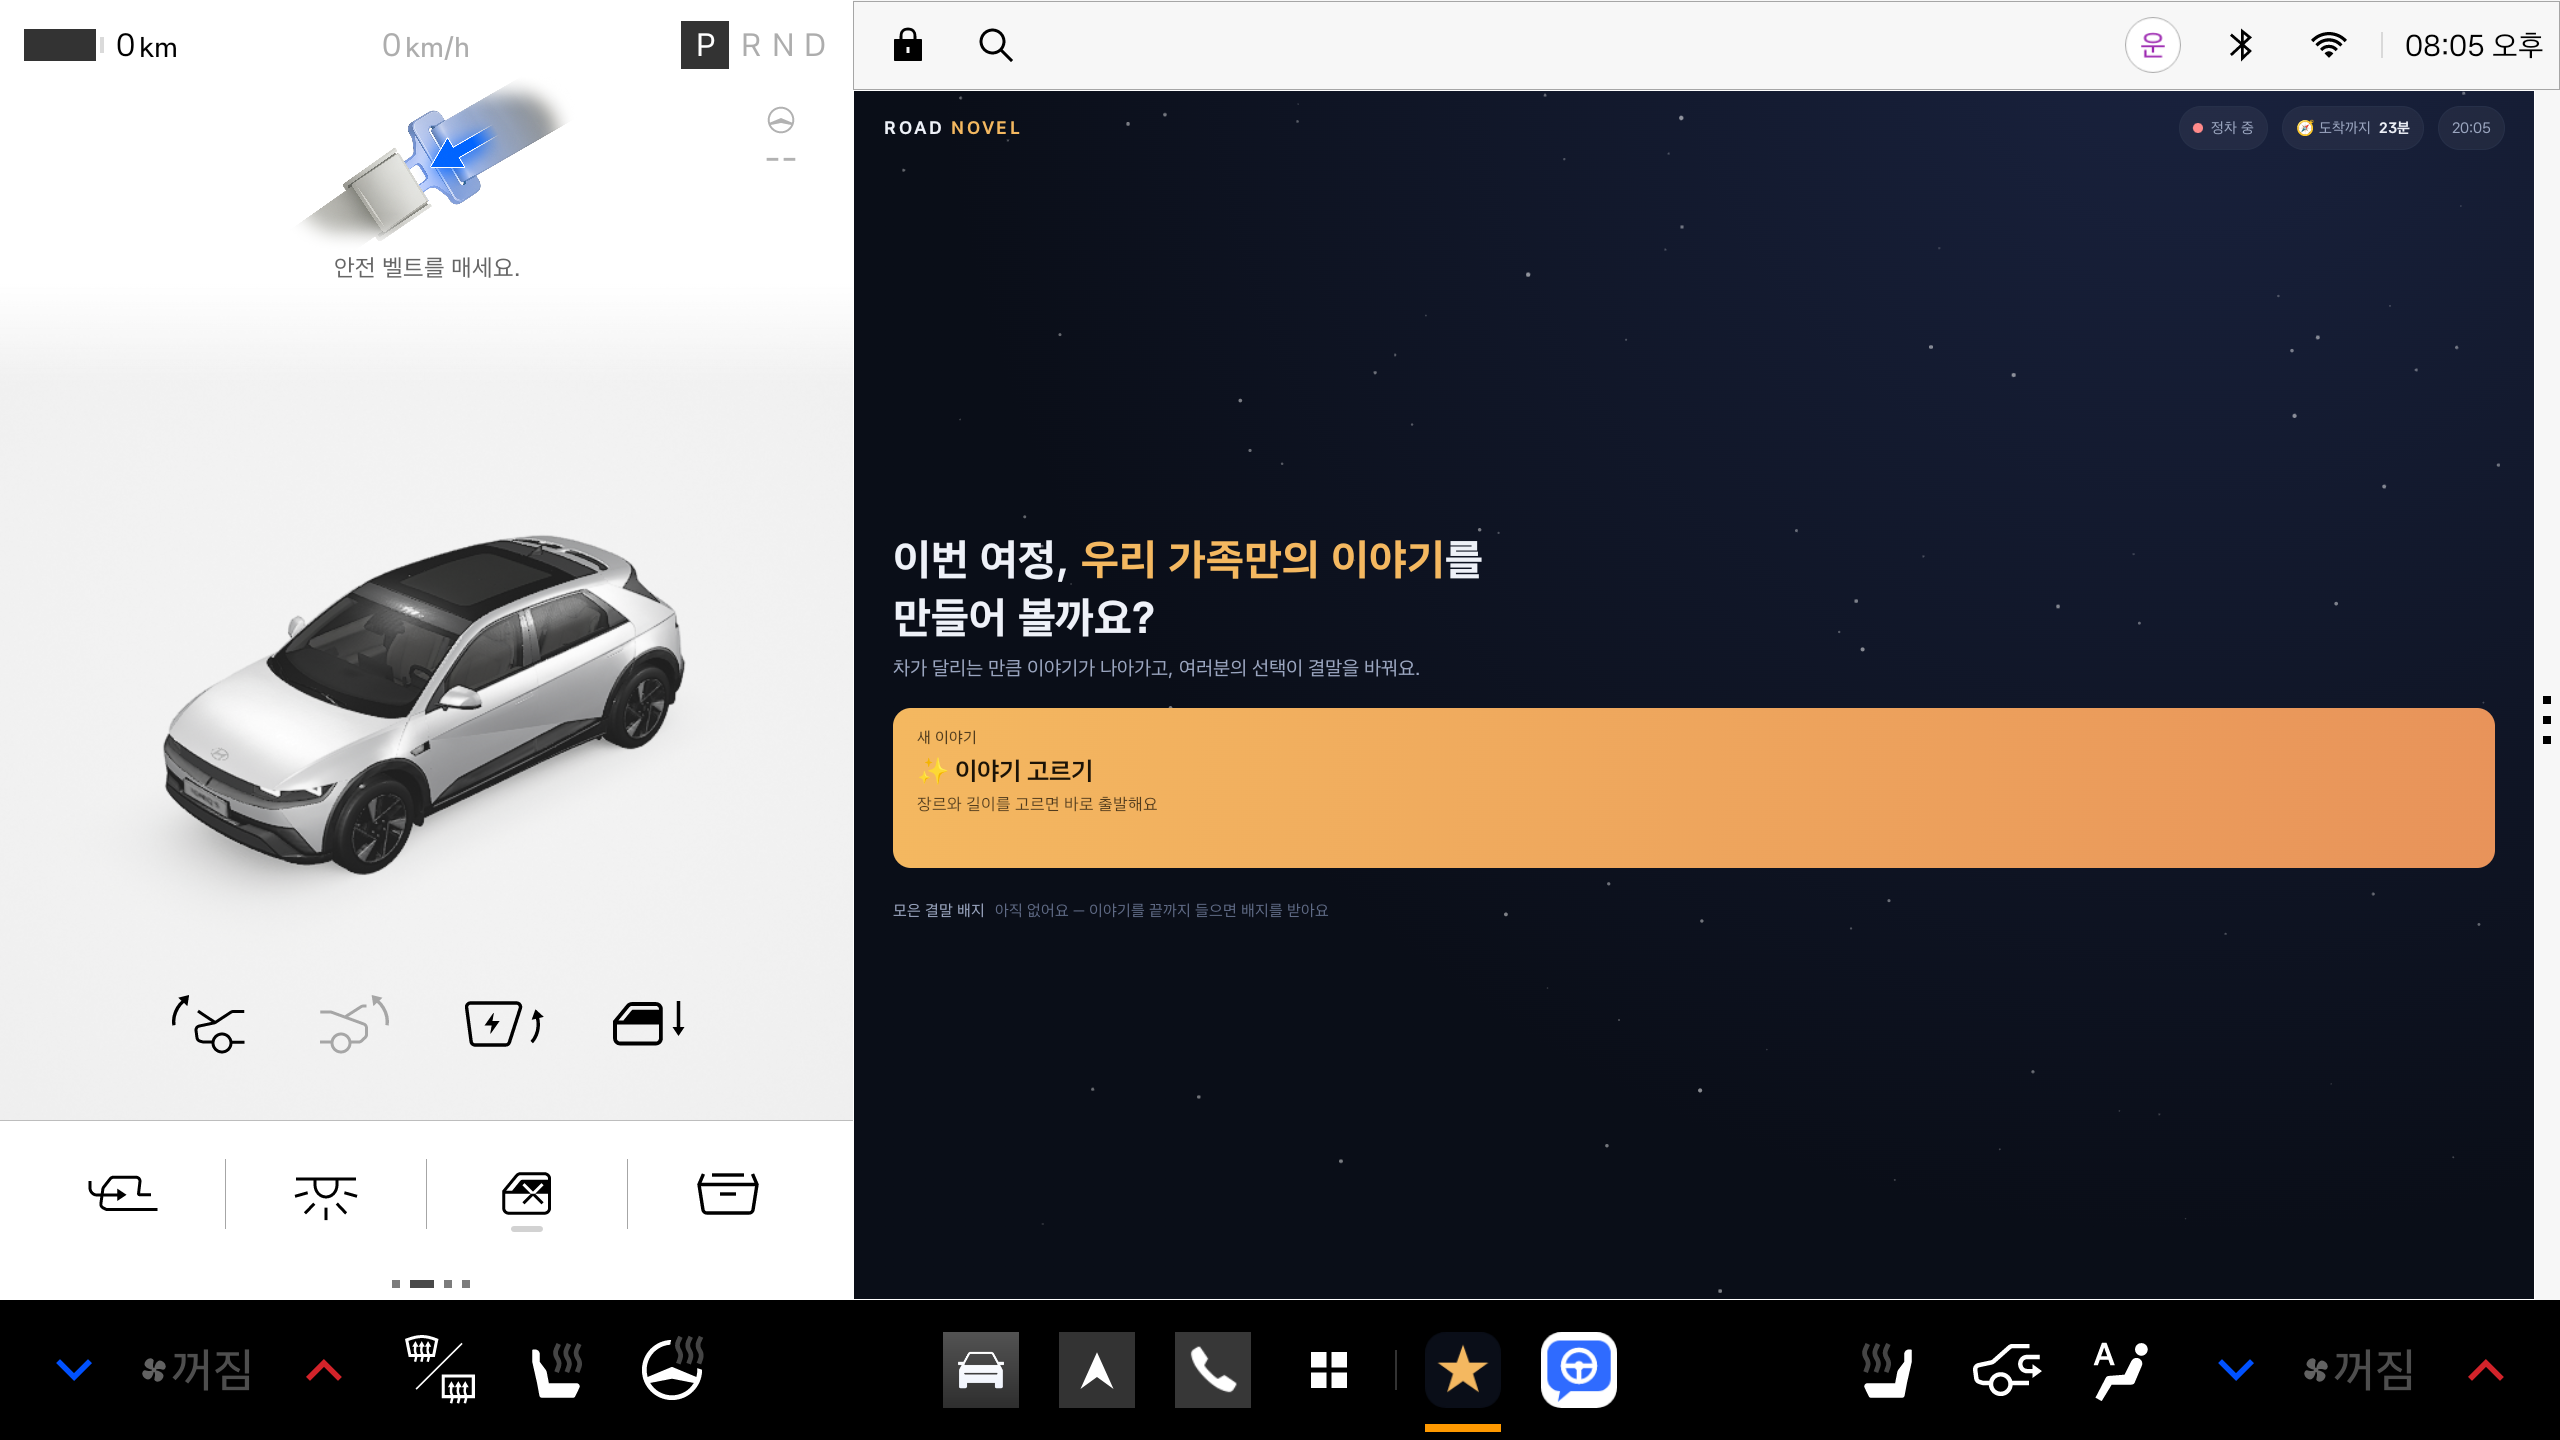 0 km
0 km/h
P R N D
안전 벨트를 매세요.
운
08:05 오후
ROAD NOVEL
정차 중
도착까지 23분
20:05
이번 여정, 우리 가족만의 이야기를
만들어 볼까요?
차가 달리는 만큼 이야기가 나아가고, 여러분의 선택이 결말을 바꿔요.
새 이야기
✨ 이야기 고르기
장르와 길이를 고르면 바로 출발해요
모은 결말 배지 아직 없어요 — 이야기를 끝까지 들으면 배지를 받아요
꺼짐
A
꺼짐